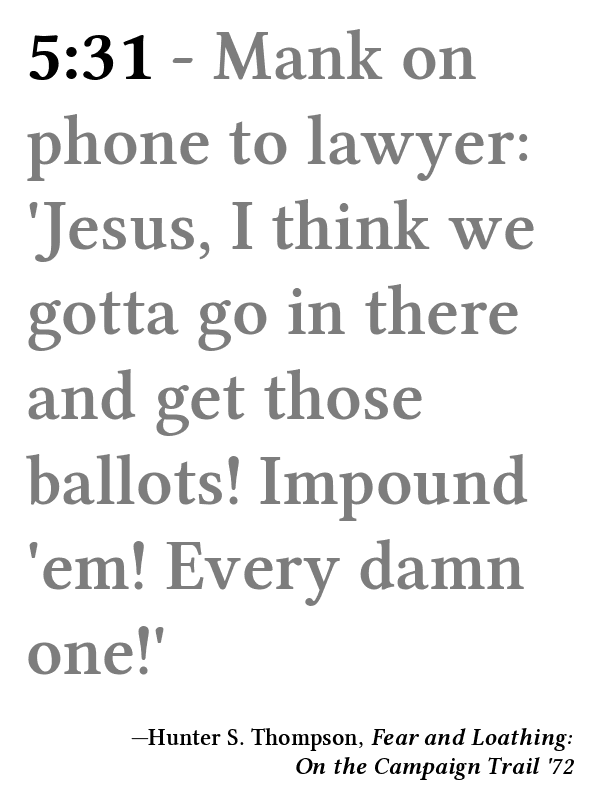 5:31 - Mank on
phone to lawyer:
'Jesus, I think we
gotta go in there
and get those
ballots! Impound
'em! Every damn
one!'
—Hunter S. Thompson, Fear and Loathing:
On the Campaign Trail '72